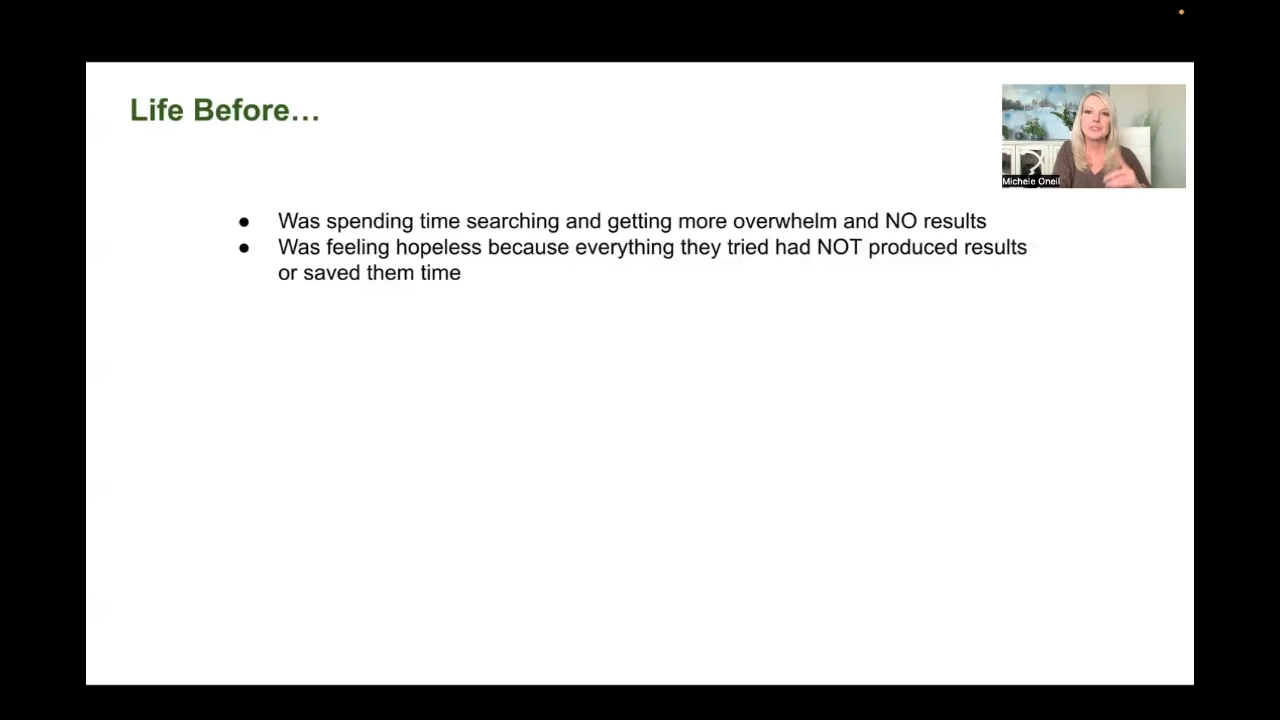 Life Before…
Michele Oneil
● Was spending time searching and getting more overwhelm and NO results
● Was feeling hopeless because everything they tried had NOT produced results
or saved them time